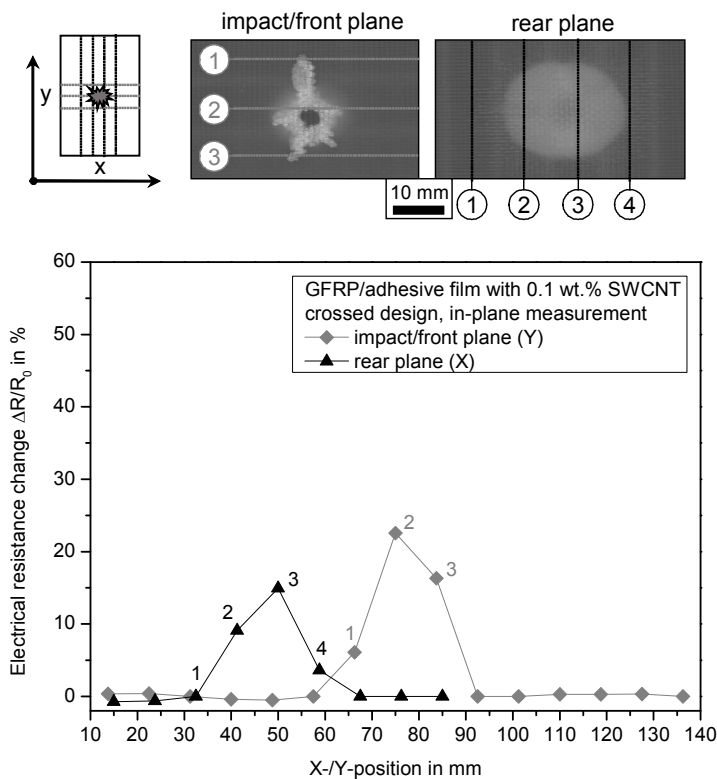 impact/front plane
rear plane
y
x
1
2
3
10 mm
1
2
3
4
60
50
40
30
20
10
0
Electrical resistance change ΔR/R₀ in %
GFRP/adhesive film with 0.1 wt.% SWCNT
crossed design, in-plane measurement
impact/front plane (Y)
rear plane (X)
1
2
3
4
1
2
3
10 20 30 40 50 60 70 80 90 100 110 120 130 140
X-/Y-position in mm